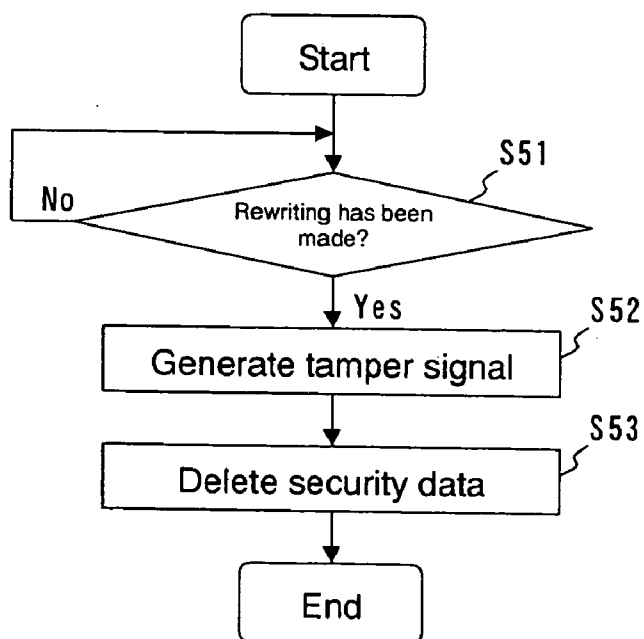 Start
S51
No
Rewriting has been
made?
Yes
S52
Generate tamper signal
S53
Delete security data
End